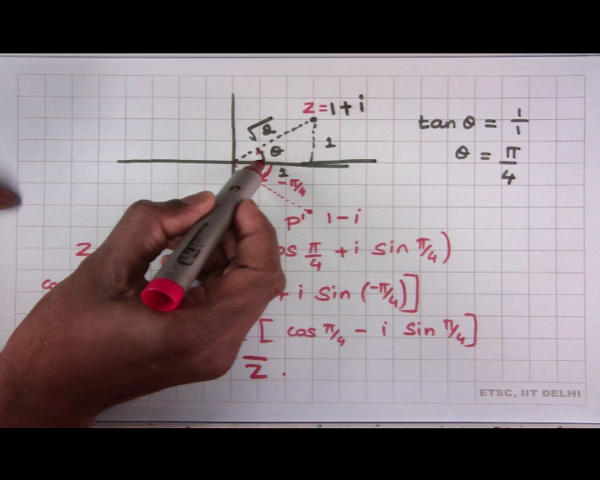 z=1+i
√2
θ
1
1
-π/4
p' 1-i
tan θ = 1/1
θ = π/4
z
cos π/4 + i sin π/4)
+ i sin (-π/4)]
[ cos π/4 - i sin π/4]
z̅ .
ETSC, IIT DELHI